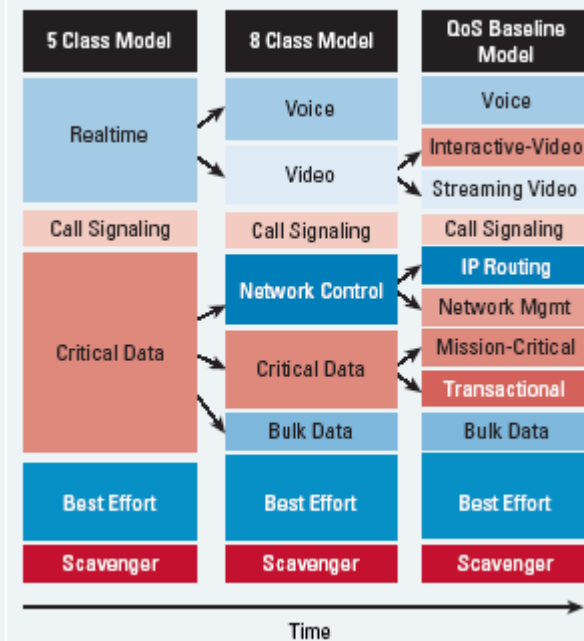 5 Class Model
8 Class Model
QoS Baseline
Model
Realtime
Voice
Voice
Video
Interactive-Video
Streaming Video
Call Signaling
Call Signaling
Call Signaling
Critical Data
Network Control
IP Routing
Network Mgmt
Critical Data
Mission-Critical
Transactional
Bulk Data
Bulk Data
Best Effort
Best Effort
Best Effort
Scavenger
Scavenger
Scavenger
Time